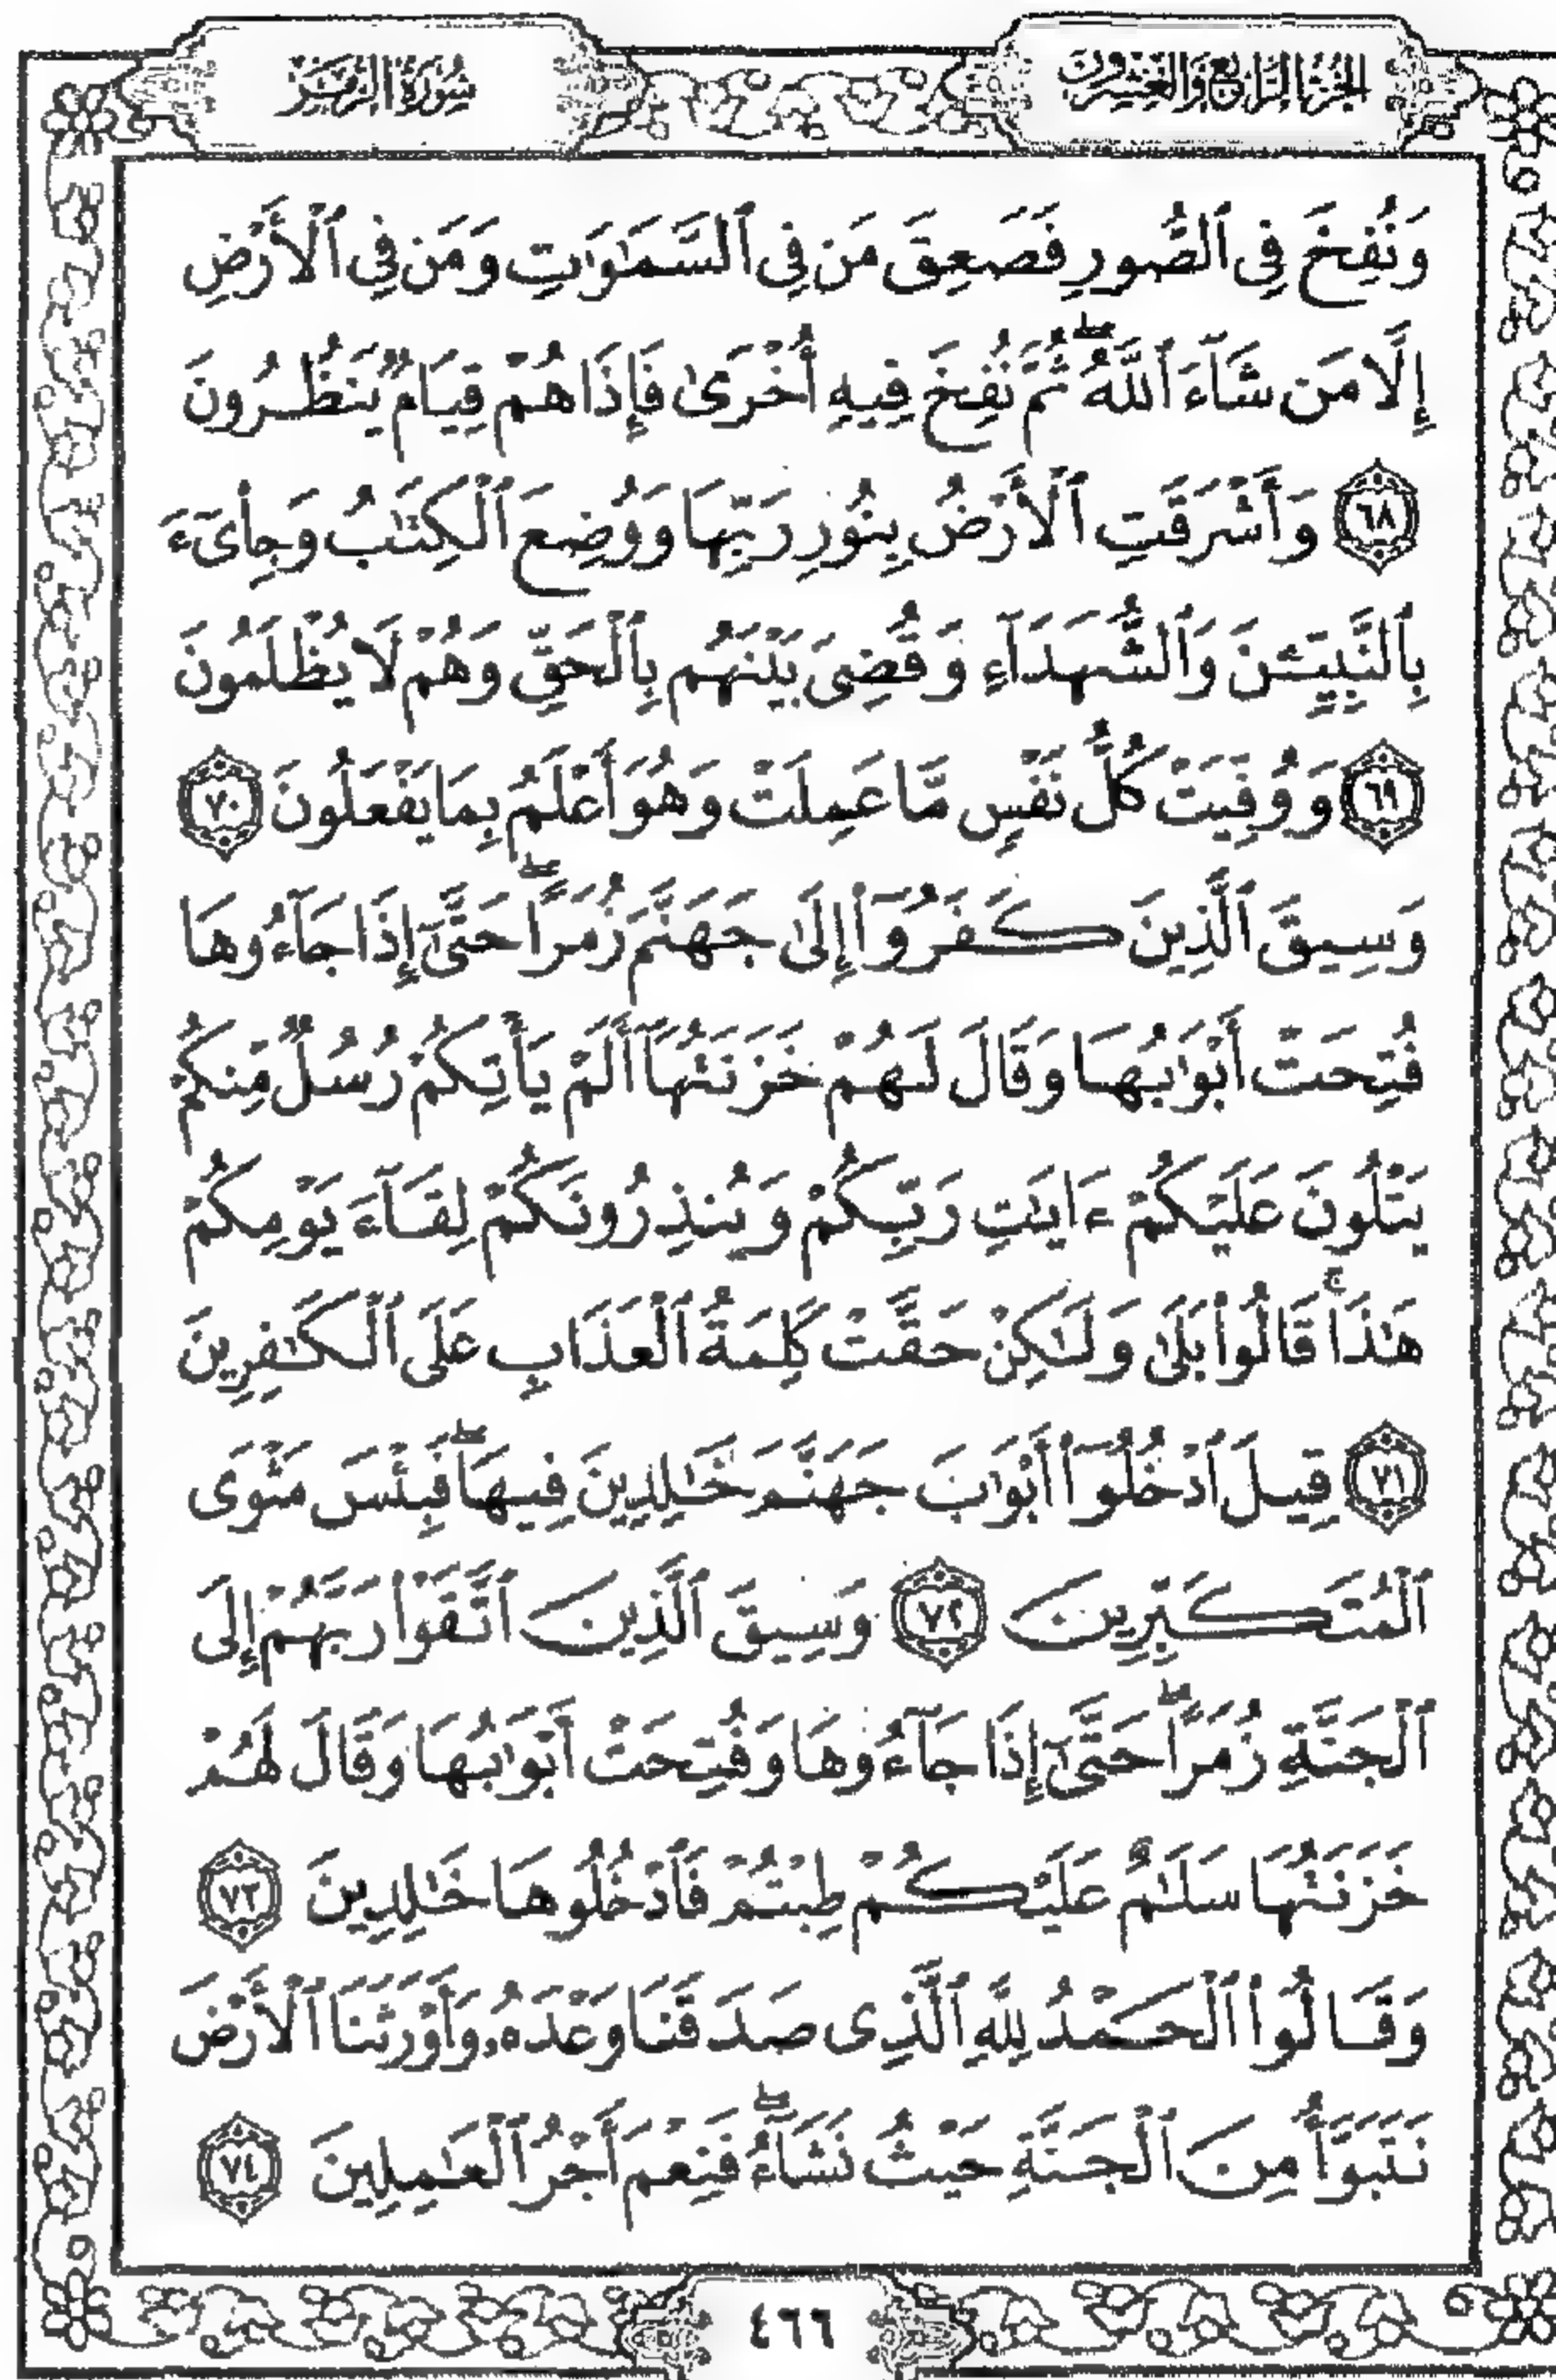 الجزء الرابع والعشرون
سورة الزمر
وَنُفِخَ فِى ٱلصُّورِ فَصَعِقَ مَن فِى ٱلسَّمَٰوَٰتِ وَمَن فِى ٱلْأَرْضِ
إِلَّا مَن شَآءَ ٱللَّهُ ۖ ثُمَّ نُفِخَ فِيهِ أُخْرَىٰ فَإِذَا هُمْ قِيَامٌ يَنظُرُونَ
٦٨ وَأَشْرَقَتِ ٱلْأَرْضُ بِنُورِ رَبِّهَا وَوُضِعَ ٱلْكِتَٰبُ وَجِا۟ىٓءَ
بِٱلنَّبِيِّـۧنَ وَٱلشُّهَدَآءِ وَقُضِىَ بَيْنَهُم بِٱلْحَقِّ وَهُمْ لَا يُظْلَمُونَ
٦٩ وَوُفِّيَتْ كُلُّ نَفْسٍ مَّا عَمِلَتْ وَهُوَ أَعْلَمُ بِمَا يَفْعَلُونَ ٧٠
وَسِيقَ ٱلَّذِينَ كَفَرُوٓا۟ إِلَىٰ جَهَنَّمَ زُمَرًا ۖ حَتَّىٰٓ إِذَا جَآءُوهَا
فُتِحَتْ أَبْوَٰبُهَا وَقَالَ لَهُمْ خَزَنَتُهَآ أَلَمْ يَأْتِكُمْ رُسُلٌ مِّنكُمْ
يَتْلُونَ عَلَيْكُمْ ءَايَٰتِ رَبِّكُمْ وَيُنذِرُونَكُمْ لِقَآءَ يَوْمِكُمْ
هَٰذَا ۚ قَالُوا۟ بَلَىٰ وَلَٰكِنْ حَقَّتْ كَلِمَةُ ٱلْعَذَابِ عَلَى ٱلْكَٰفِرِينَ
٧١ قِيلَ ٱدْخُلُوٓا۟ أَبْوَٰبَ جَهَنَّمَ خَٰلِدِينَ فِيهَا ۖ فَبِئْسَ مَثْوَى
ٱلْمُتَكَبِّرِينَ ٧٢ وَسِيقَ ٱلَّذِينَ ٱتَّقَوْا۟ رَبَّهُمْ إِلَى
ٱلْجَنَّةِ زُمَرًا ۖ حَتَّىٰٓ إِذَا جَآءُوهَا وَفُتِحَتْ أَبْوَٰبُهَا وَقَالَ لَهُمْ
خَزَنَتُهَا سَلَٰمٌ عَلَيْكُمْ طِبْتُمْ فَٱدْخُلُوهَا خَٰلِدِينَ ٧٣
وَقَالُوا۟ ٱلْحَمْدُ لِلَّهِ ٱلَّذِى صَدَقَنَا وَعْدَهُۥ وَأَوْرَثَنَا ٱلْأَرْضَ
نَتَبَوَّأُ مِنَ ٱلْجَنَّةِ حَيْثُ نَشَآءُ ۖ فَنِعْمَ أَجْرُ ٱلْعَٰمِلِينَ ٧٤
٤٦٦